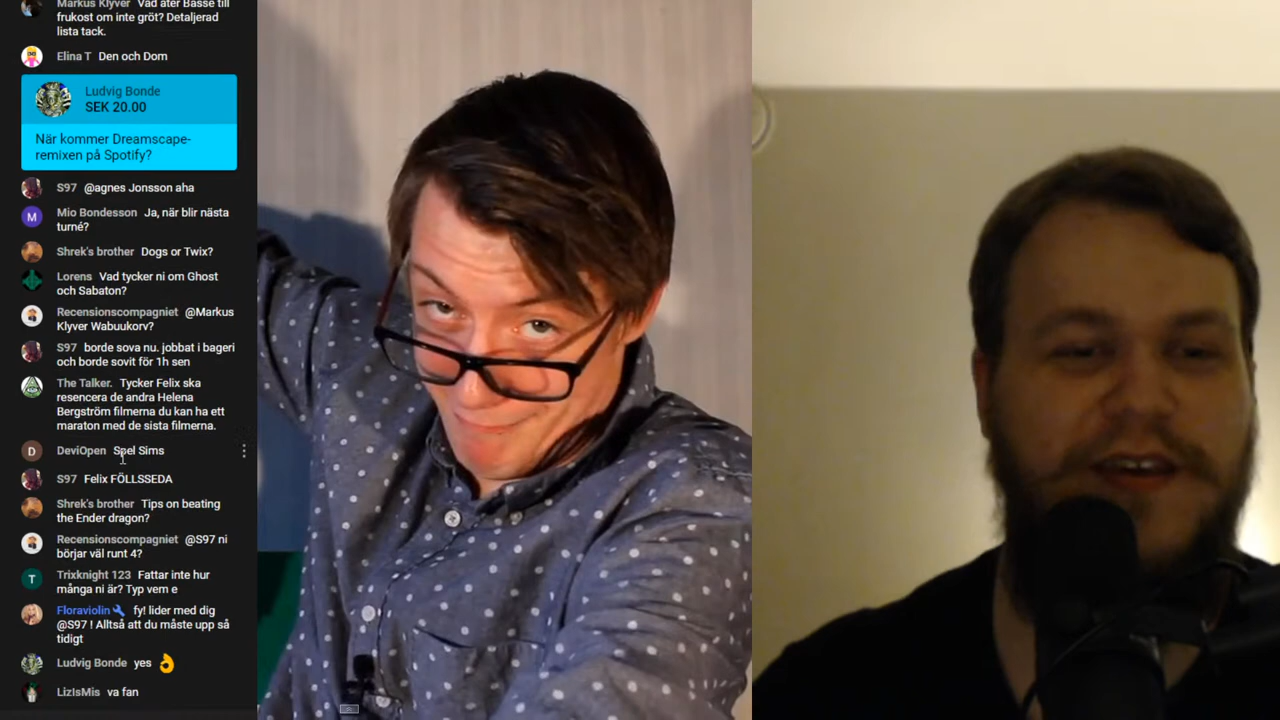 Markus Klyver Vad äter Basse till
frukost om inte gröt? Detaljerad
lista tack.
Elina T Den och Dom
Ludvig Bonde
SEK 20.00
När kommer Dreamscape-
remixen på Spotify?
S97 @agnes Jonsson aha
M
Mio Bondesson Ja, när blir nästa
turné?
Shrek's brother Dogs or Twix?
Lorens Vad tycker ni om Ghost
och Sabaton?
Recensionscompagniet @Markus
Klyver Wabuukorv?
S97 borde sova nu. jobbat i bageri
och borde sovit för 1h sen
The Talker. Tycker Felix ska
resencera de andra Helena
Bergström filmerna du kan ha ett
maraton med de sista filmerna.
D
DeviOpen Spel Sims
S97 Felix FÖLLSSEDA
Shrek's brother Tips on beating
the Ender dragon?
Recensionscompagniet @S97 ni
börjar väl runt 4?
T
Trixknight 123 Fattar inte hur
många ni är? Typ vem e
Floraviolin fy! lider med dig
@S97 ! Alltså att du måste upp så
tidigt
Ludvig Bonde yes 👌
LizIsMis va fan